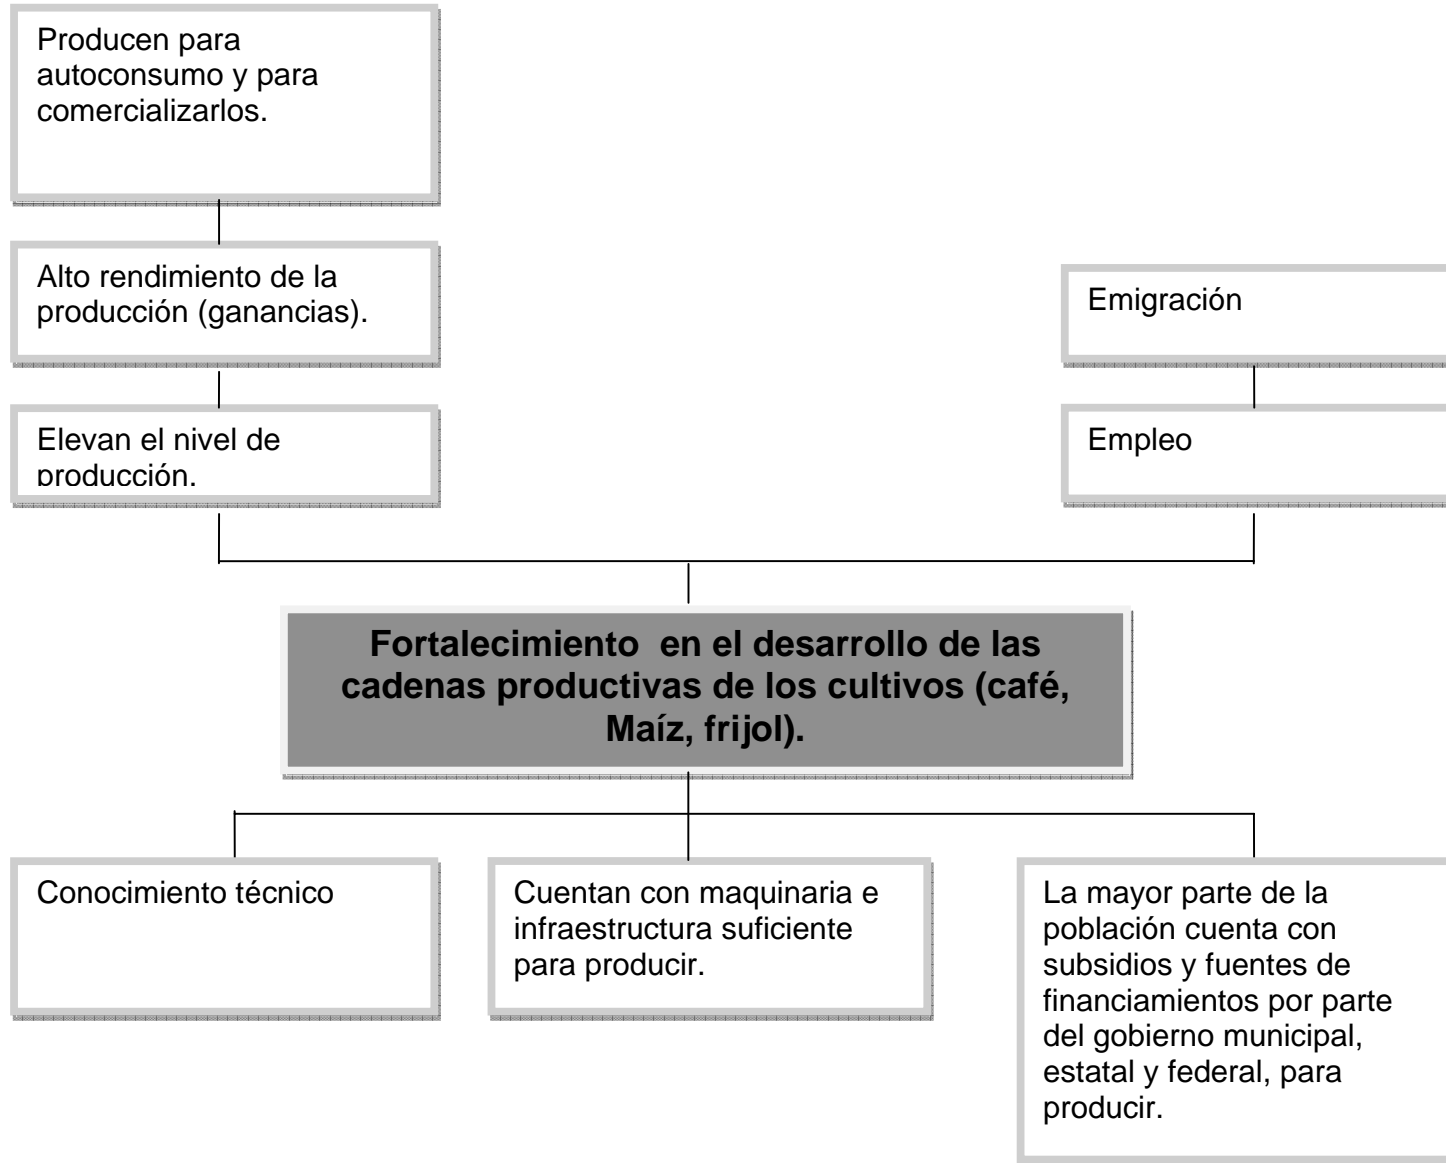 Producen para
autoconsumo y para
comercializarlos.
Alto rendimiento de la
producción (ganancias).
Emigración
Elevan el nivel de
producción.
Empleo
Fortalecimiento  en el desarrollo de las
cadenas productivas de los cultivos (café,
Maíz, frijol).
Conocimiento técnico
Cuentan con maquinaria e
infraestructura suficiente
para producir.
La mayor parte de la
población cuenta con
subsidios y fuentes de
financiamientos por parte
del gobierno municipal,
estatal y federal, para
producir.